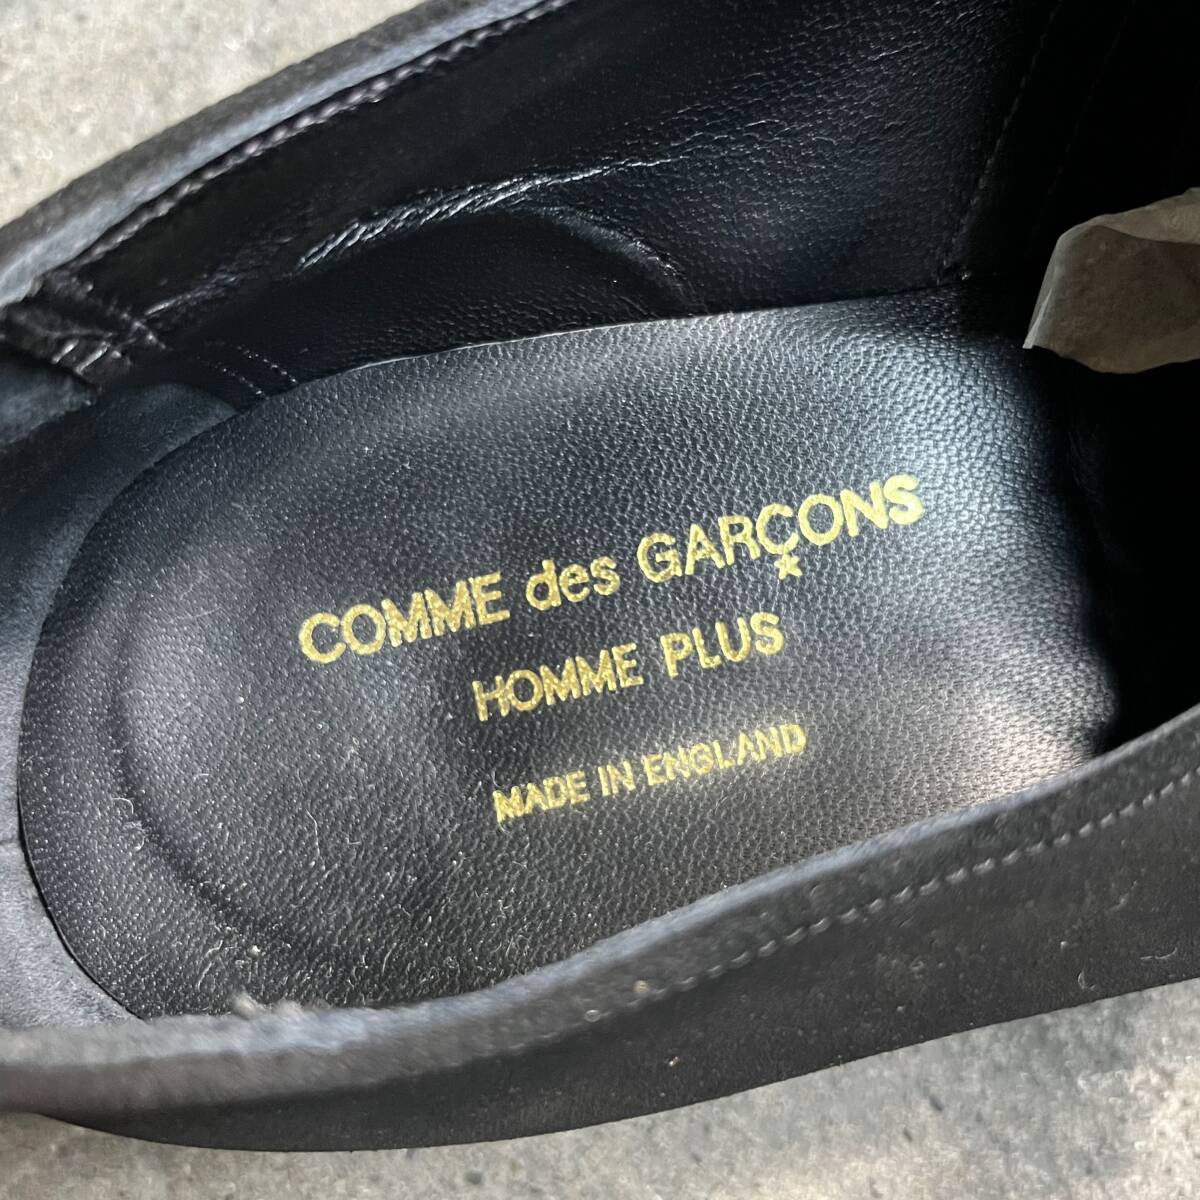 COMME des GARÇONS
HOMME PLUS
MADE IN ENGLAND